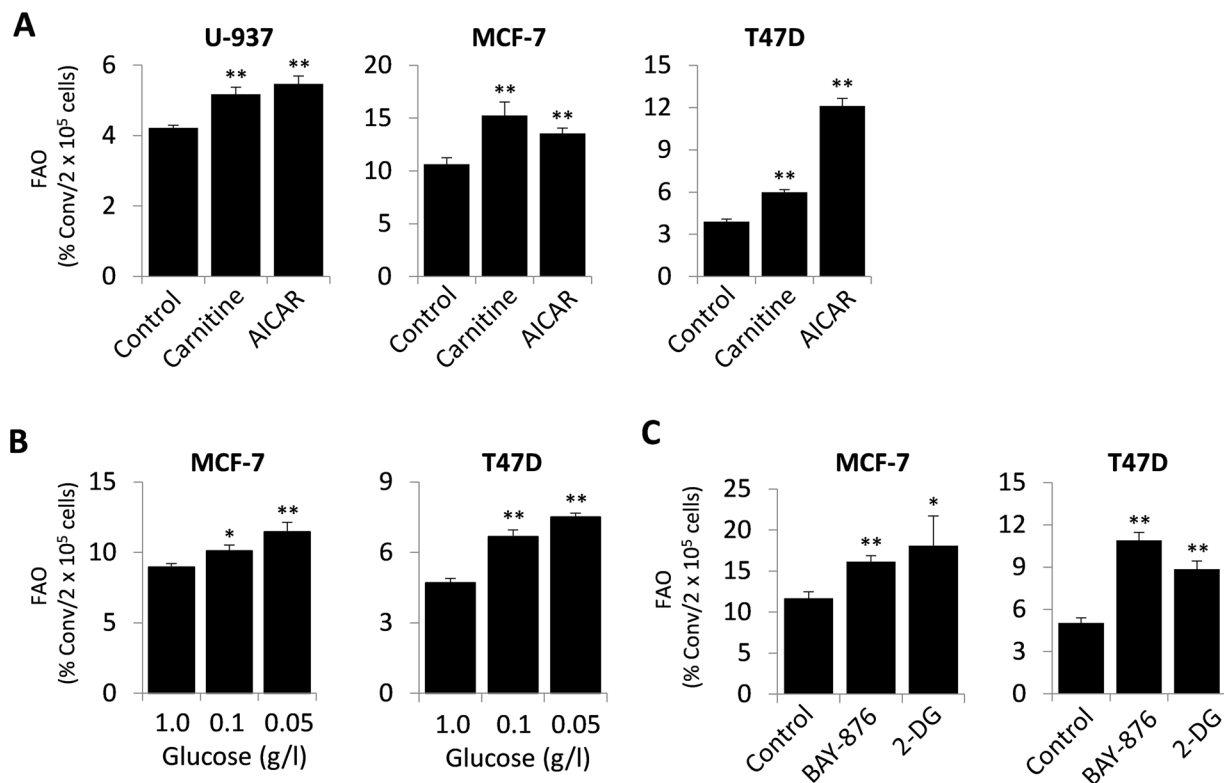 A
U-937
MCF-7
T47D
FAO
(% Conv/2 x 10⁵ cells)
6
4
2
0
** **
Control
Carnitine
AICAR
20
15
10
5
0
** **
Control
Carnitine
AICAR
15
12
9
6
3
0
** **
Control
Carnitine
AICAR
B
MCF-7
T47D
FAO
(% Conv/2 x 10⁵ cells)
15
10
5
0
* **
1.0 0.1 0.05
Glucose (g/l)
9
6
3
0
** **
1.0 0.1 0.05
Glucose (g/l)
C
MCF-7
T47D
FAO
(% Conv/2 x 10⁵ cells)
25
20
15
10
5
0
** *
Control
BAY-876
2-DG
15
12
9
6
3
0
** **
Control
BAY-876
2-DG